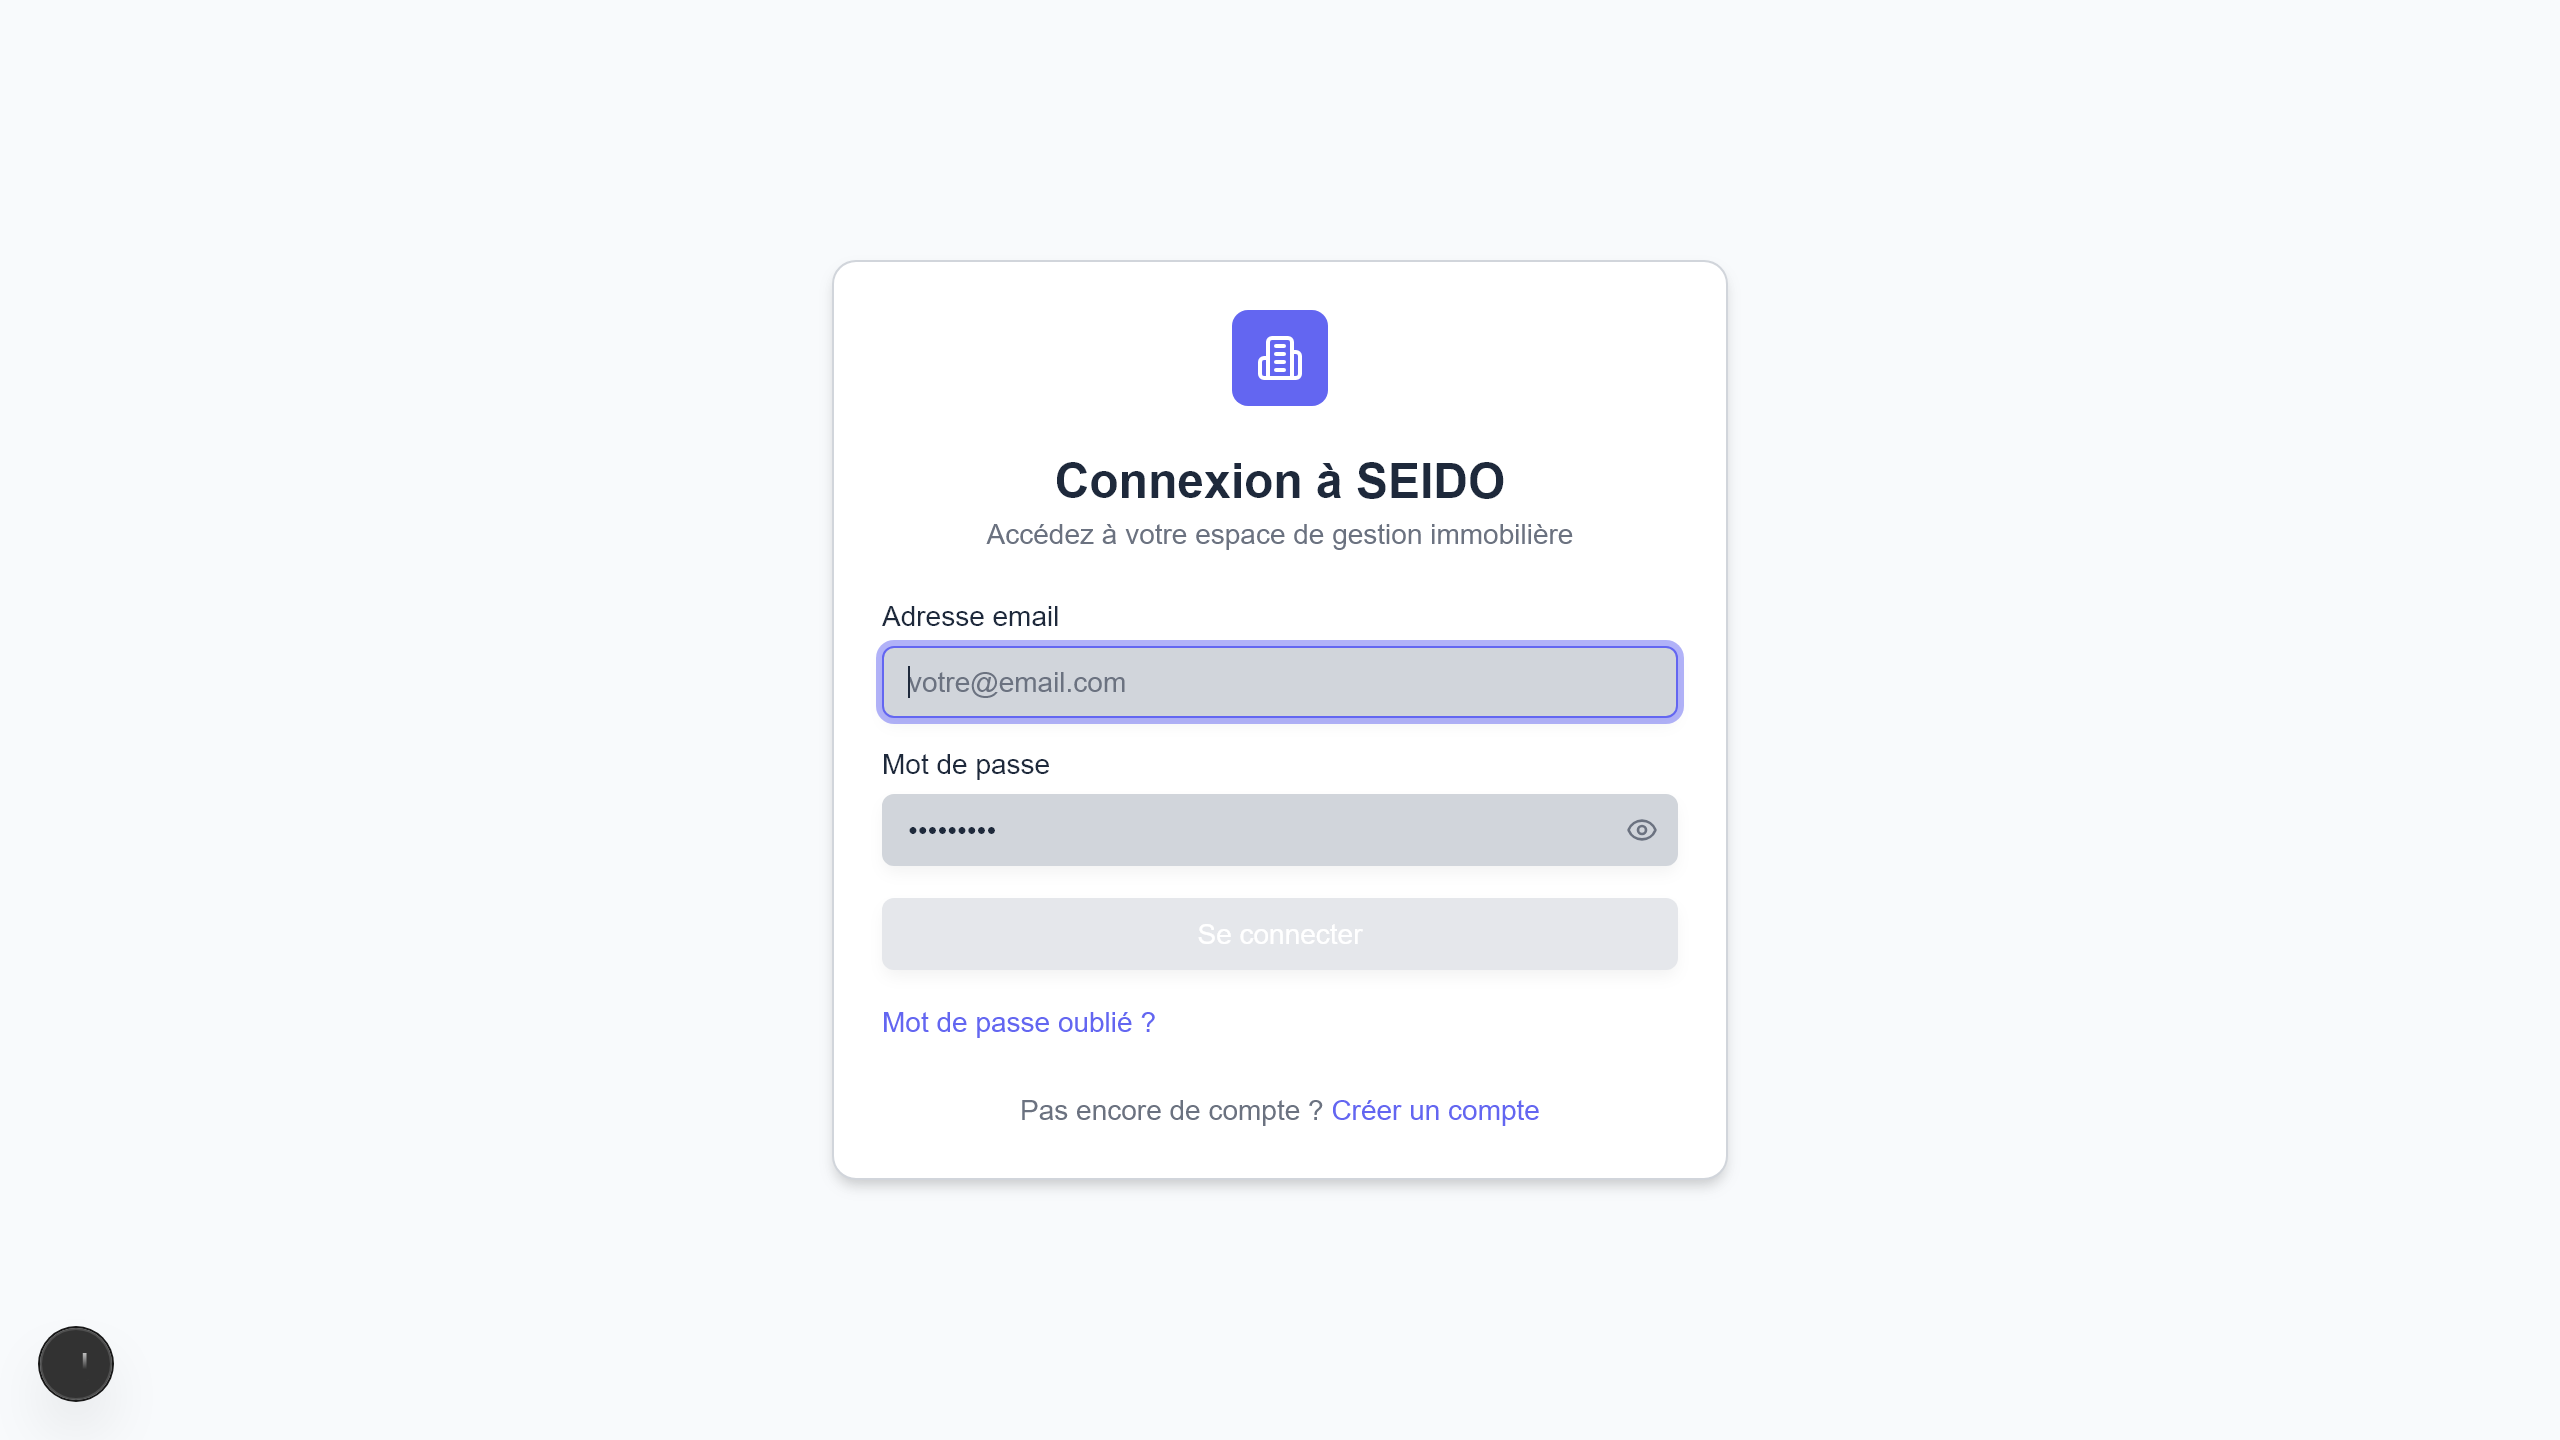 Connexion à SEIDO
Accédez à votre espace de gestion immobilière
Adresse email
votre@email.com
Mot de passe
•••••••••
Se connecter
Mot de passe oublié ?
Pas encore de compte ? Créer un compte